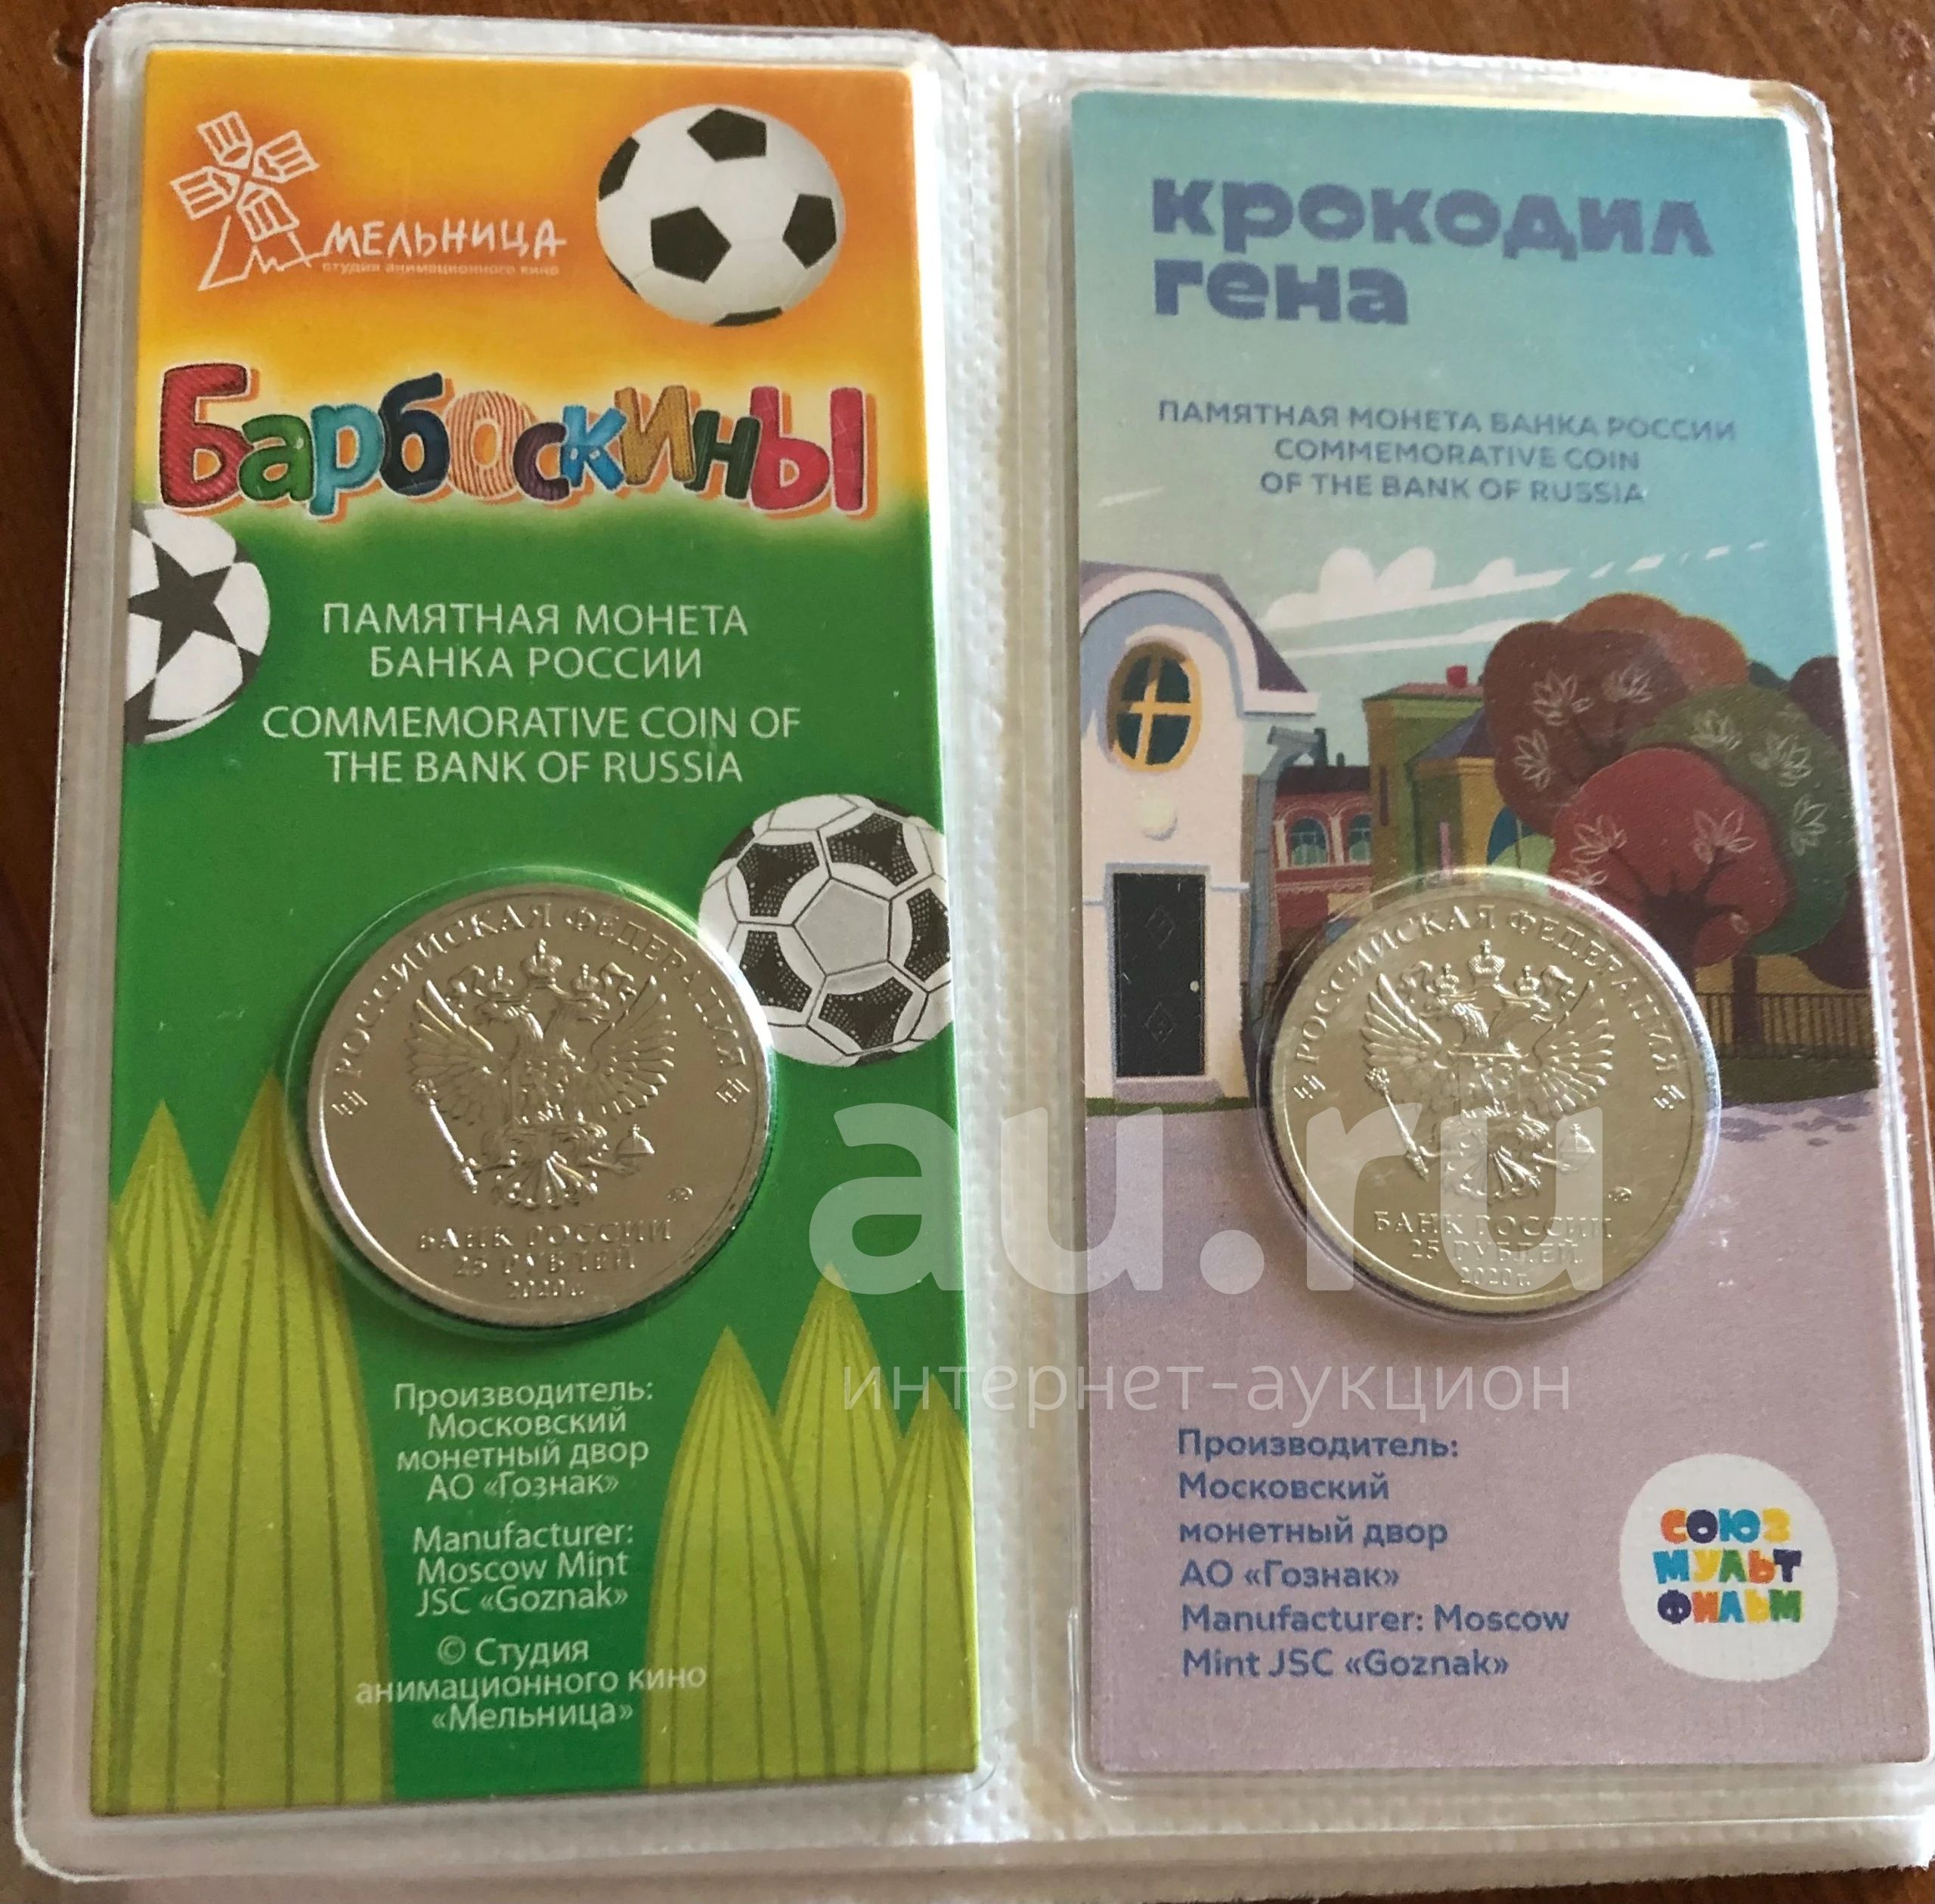 МЕЛЬНИЦА
студия анимационного кино
Барбоскины
ПАМЯТНАЯ МОНЕТА
БАНКА РОССИИ
COMMEMORATIVE COIN OF
THE BANK OF RUSSIA
РОССИЙСКАЯ ФЕДЕРАЦИЯ
БАНК РОССИИ
25 РУБЛЕЙ
2020 г.
Производитель:
Московский
монетный двор
АО «Гознак»
Manufacturer:
Moscow Mint
JSC «Goznak»
© Студия
анимационного кино
«Мельница»
крокодил
гена
ПАМЯТНАЯ МОНЕТА БАНКА РОССИИ
COMMEMORATIVE COIN
OF THE BANK OF RUSSIA
РОССИЙСКАЯ ФЕДЕРАЦИЯ
БАНК РОССИИ
25 РУБЛЕЙ
2020 г.
Производитель:
Московский
монетный двор
АО «Гознак»
Manufacturer: Moscow
Mint JSC «Goznak»
СОЮЗ
МУЛЬТ
ФИЛЬМ
au.ru
интернет-аукцион